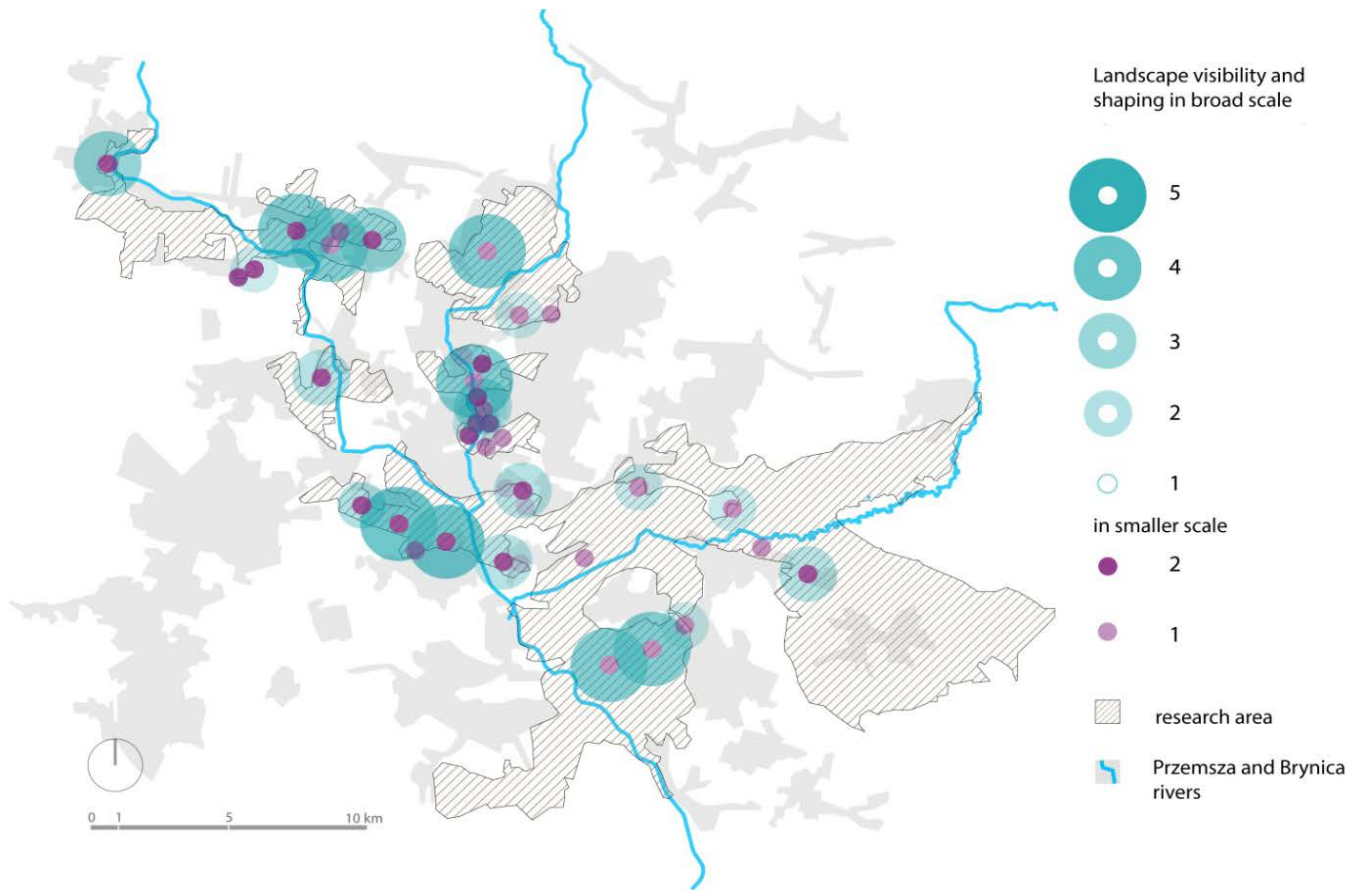 Landscape visibility and
shaping in broad scale
5
4
3
2
1
in smaller scale
2
1
research area
Przemsza and Brynica
rivers
0 1 5 10 km